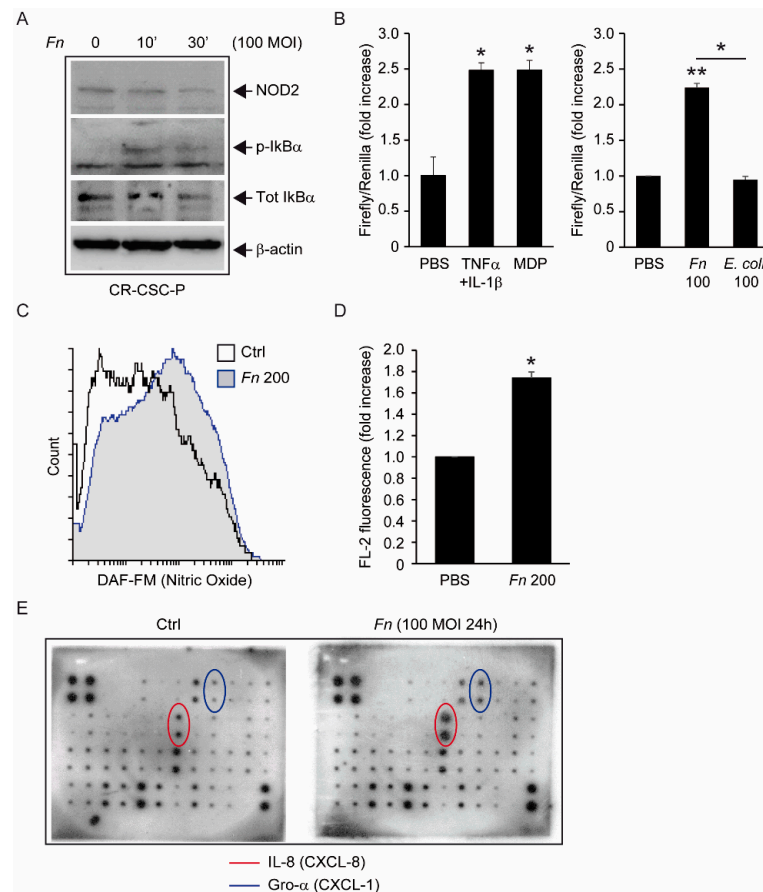 A
Fn 0 10' 30' (100 MOI)
NOD2
p-IkBα
Tot IkBα
β-actin
CR-CSC-P
B
Firefly/Renilla (fold increase)
3.0
2.5
2.0
1.5
1.0
0.5
0
* *
PBS TNFα MDP
+IL-1β
Firefly/Renilla (fold increase)
3.0
2.5
2.0
1.5
1.0
0.5
0
*
**
PBS Fn E. coli
100 100
C
Ctrl
Fn 200
Count
DAF-FM (Nitric Oxide)
D
FL-2 fluorescence (fold increase)
2.0
1.8
1.6
1.4
1.2
1.0
0.8
0.6
0.4
0.2
0
*
PBS Fn 200
E
Ctrl Fn (100 MOI 24h)
IL-8 (CXCL-8)
Gro-α (CXCL-1)